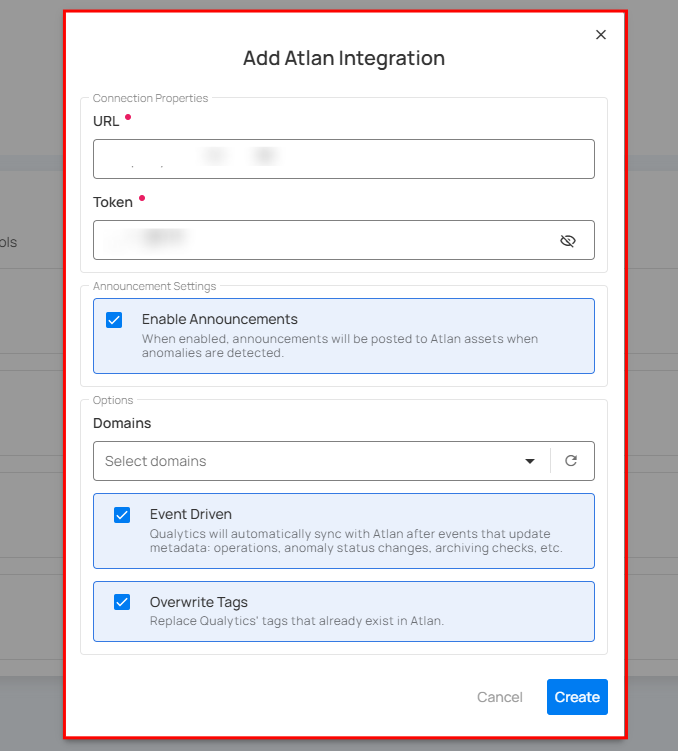 Add Atlan Integration
Connection Properties
URL
Token
ols
Announcement Settings
Enable Announcements
When enabled, announcements will be posted to Atlan assets when
anomalies are detected.
Options
Domains
Select domains
Event Driven
Qualytics will automatically sync with Atlan after events that update
metadata: operations, anomaly status changes, archiving checks, etc.
Overwrite Tags
Replace Qualytics' tags that already exist in Atlan.
Cancel
Create